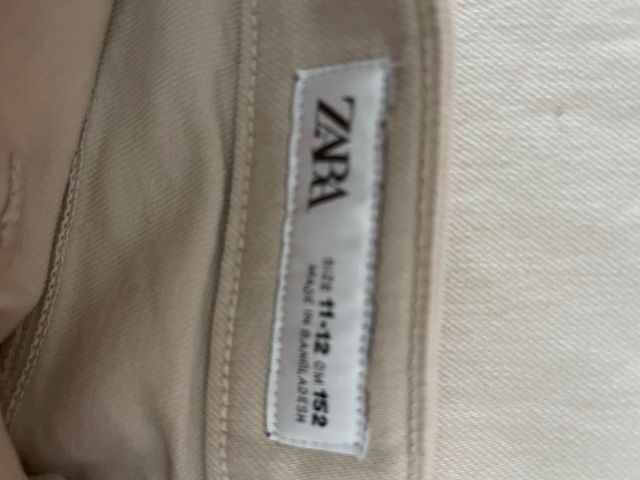 ZARA
SIZE 11-12 CM 152
MADE IN BANGLADESH